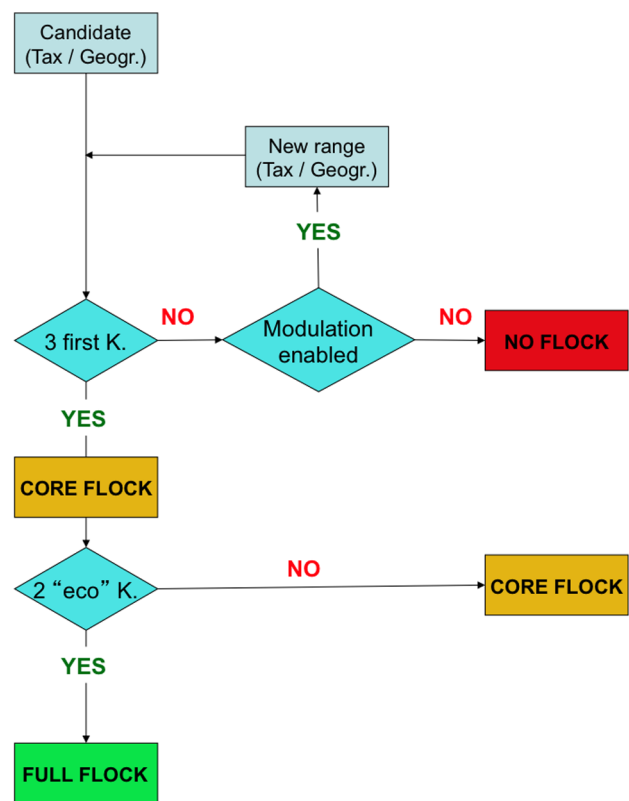 Candidate
(Tax / Geogr.)
New range
(Tax / Geogr.)
YES
3 first K.
NO
Modulation
enabled
NO
NO FLOCK
YES
CORE FLOCK
2 “eco” K.
NO
CORE FLOCK
YES
FULL FLOCK